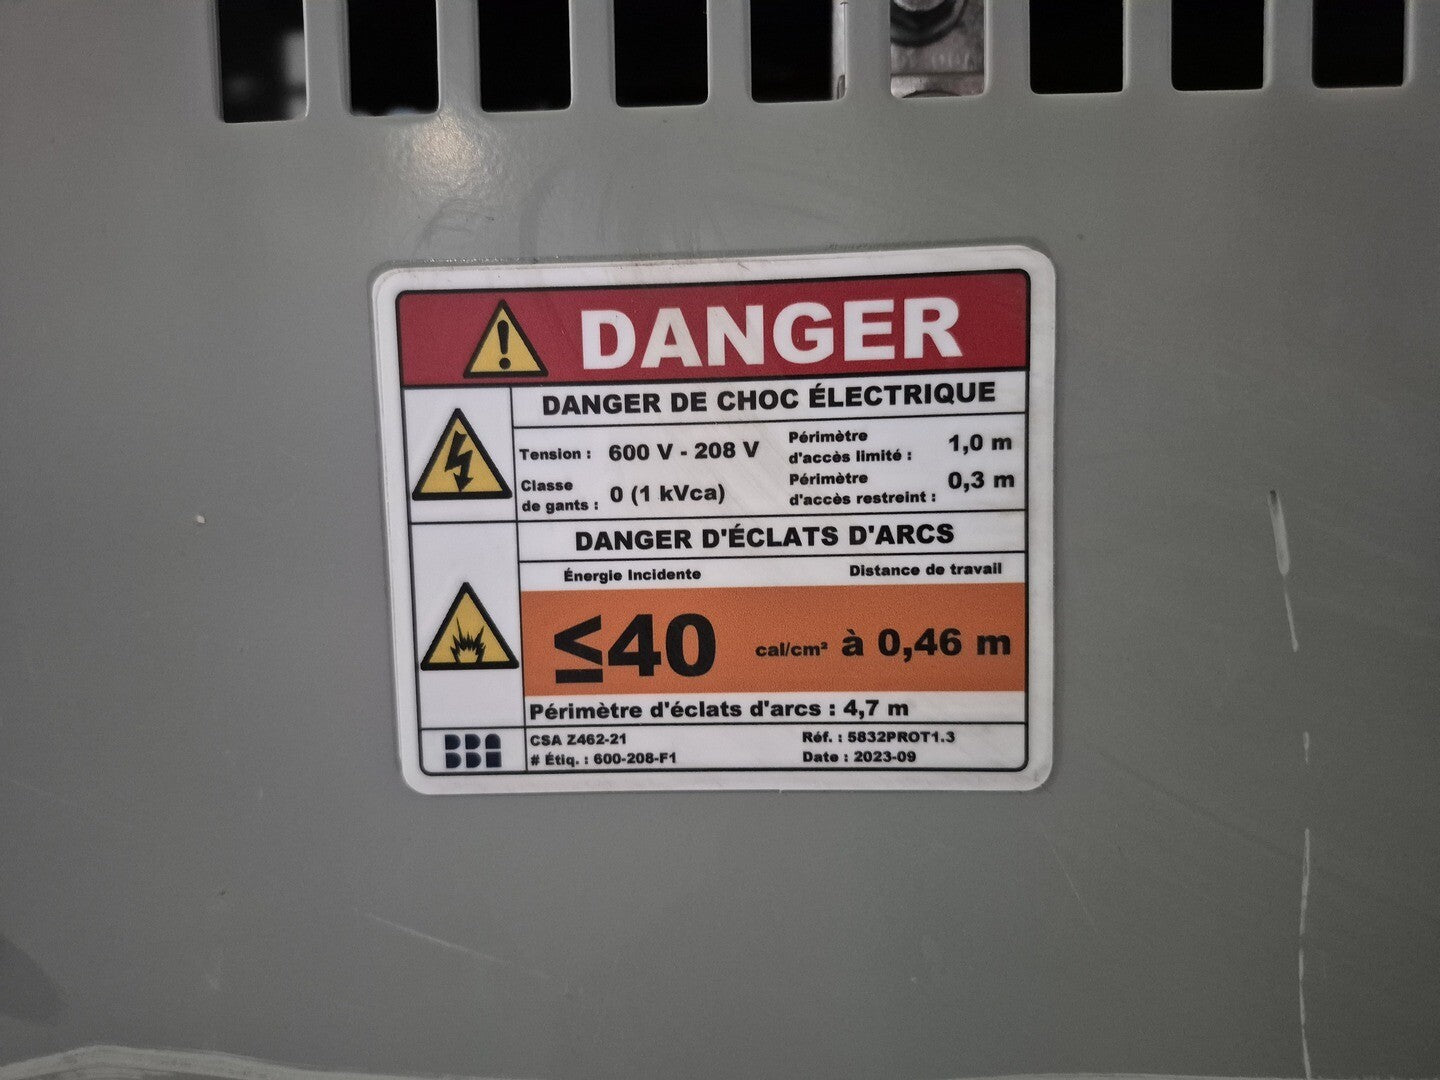 DANGER
DANGER DE CHOC ÉLECTRIQUE
Tension : 600 V - 208 V
Périmètre d'accès limité : 1,0 m
Classe de gants : 0 (1 kVca)
Périmètre d'accès restreint : 0,3 m
DANGER D'ÉCLATS D'ARCS
Énergie Incidente Distance de travail
≤40 cal/cm² à 0,46 m
Périmètre d'éclats d'arcs : 4,7 m
BBA
CSA Z462-21 Réf. : 5832PROT1.3
# Étiq. : 600-208-F1 Date : 2023-09